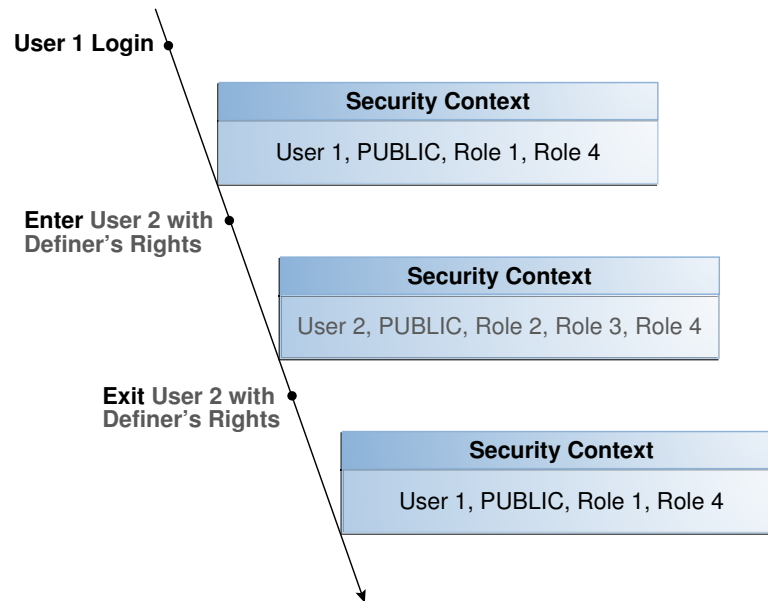 User 1 Login
Security Context
User 1, PUBLIC, Role 1, Role 4
Enter User 2 with
Definer's Rights
Security Context
User 2, PUBLIC, Role 2, Role 3, Role 4
Exit User 2 with
Definer's Rights
Security Context
User 1, PUBLIC, Role 1, Role 4